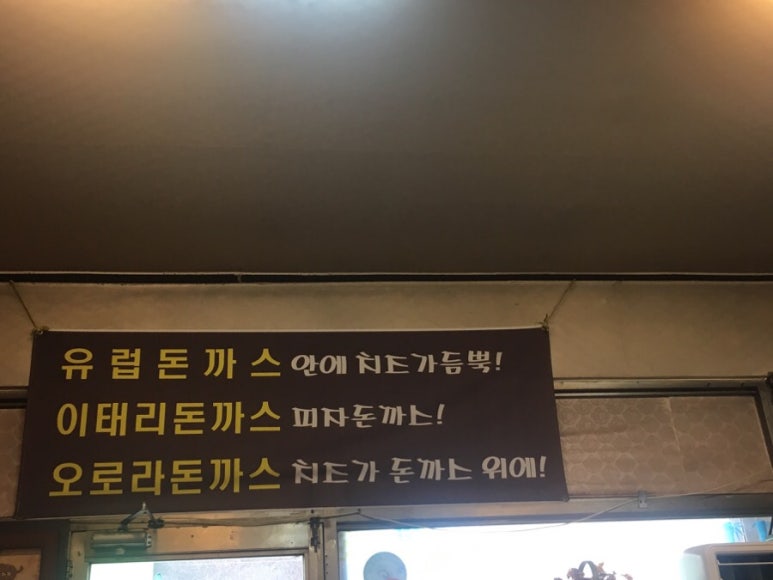 유럽돈까스 안에 치즈가듬뿍!
이태리돈까스 피자돈까스!
오로라돈까스 치즈가 돈까스 위에!